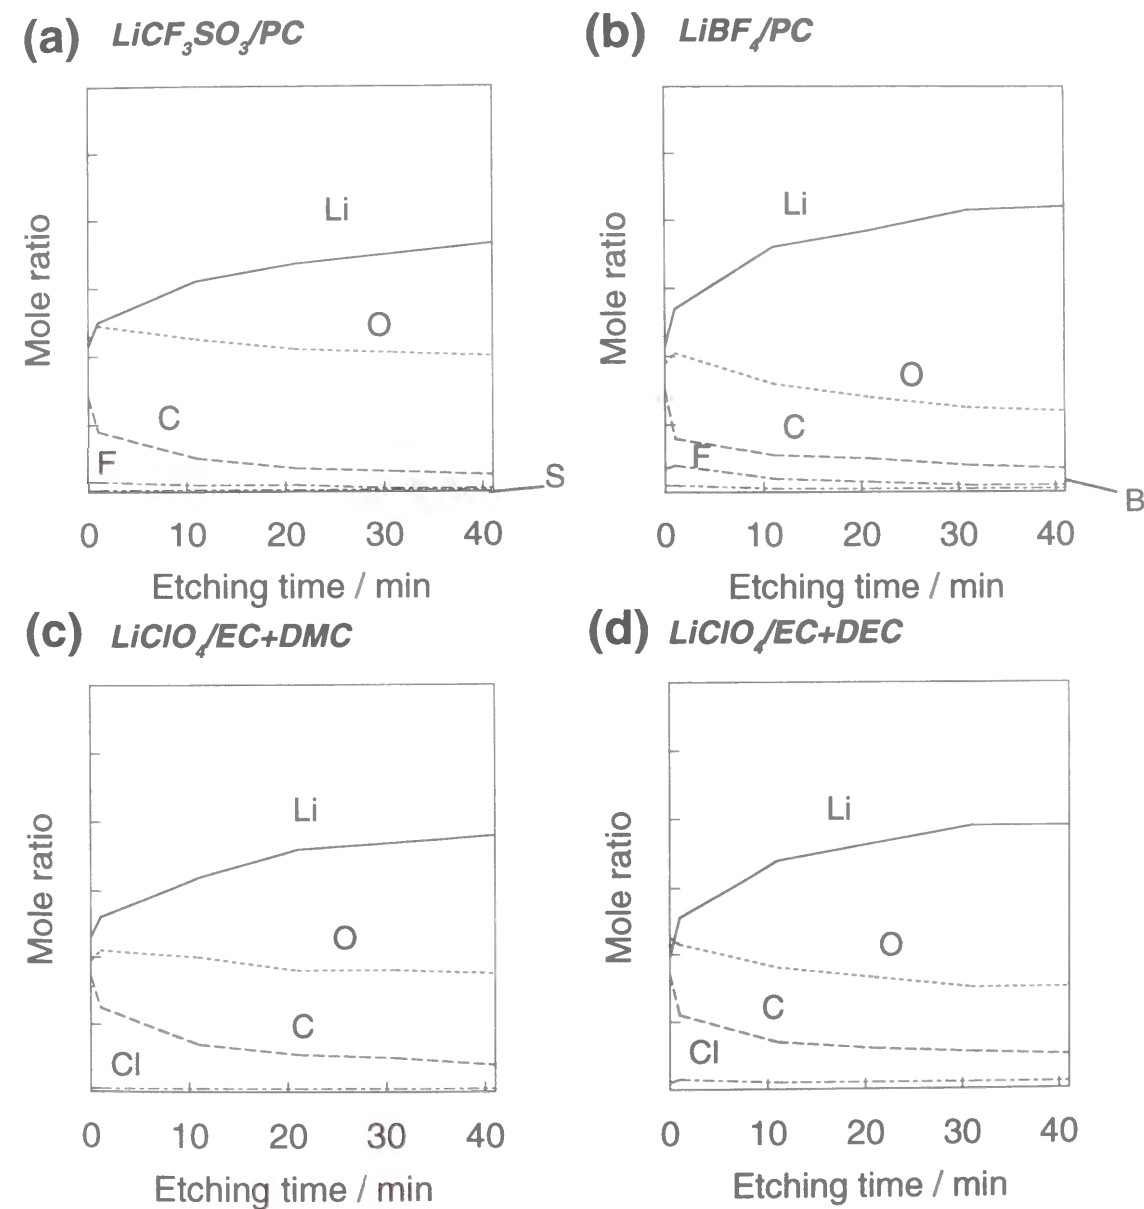 (a) LiCF3SO3/PC
Mole ratio
Li
O
C
F
S
0 10 20 30 40
Etching time / min
(b) LiBF4/PC
Mole ratio
Li
O
C
F
B
0 10 20 30 40
Etching time / min
(c) LiClO4/EC+DMC
Mole ratio
Li
O
C
Cl
0 10 20 30 40
Etching time / min
(d) LiClO4/EC+DEC
Mole ratio
Li
O
C
Cl
0 10 20 30 40
Etching time / min